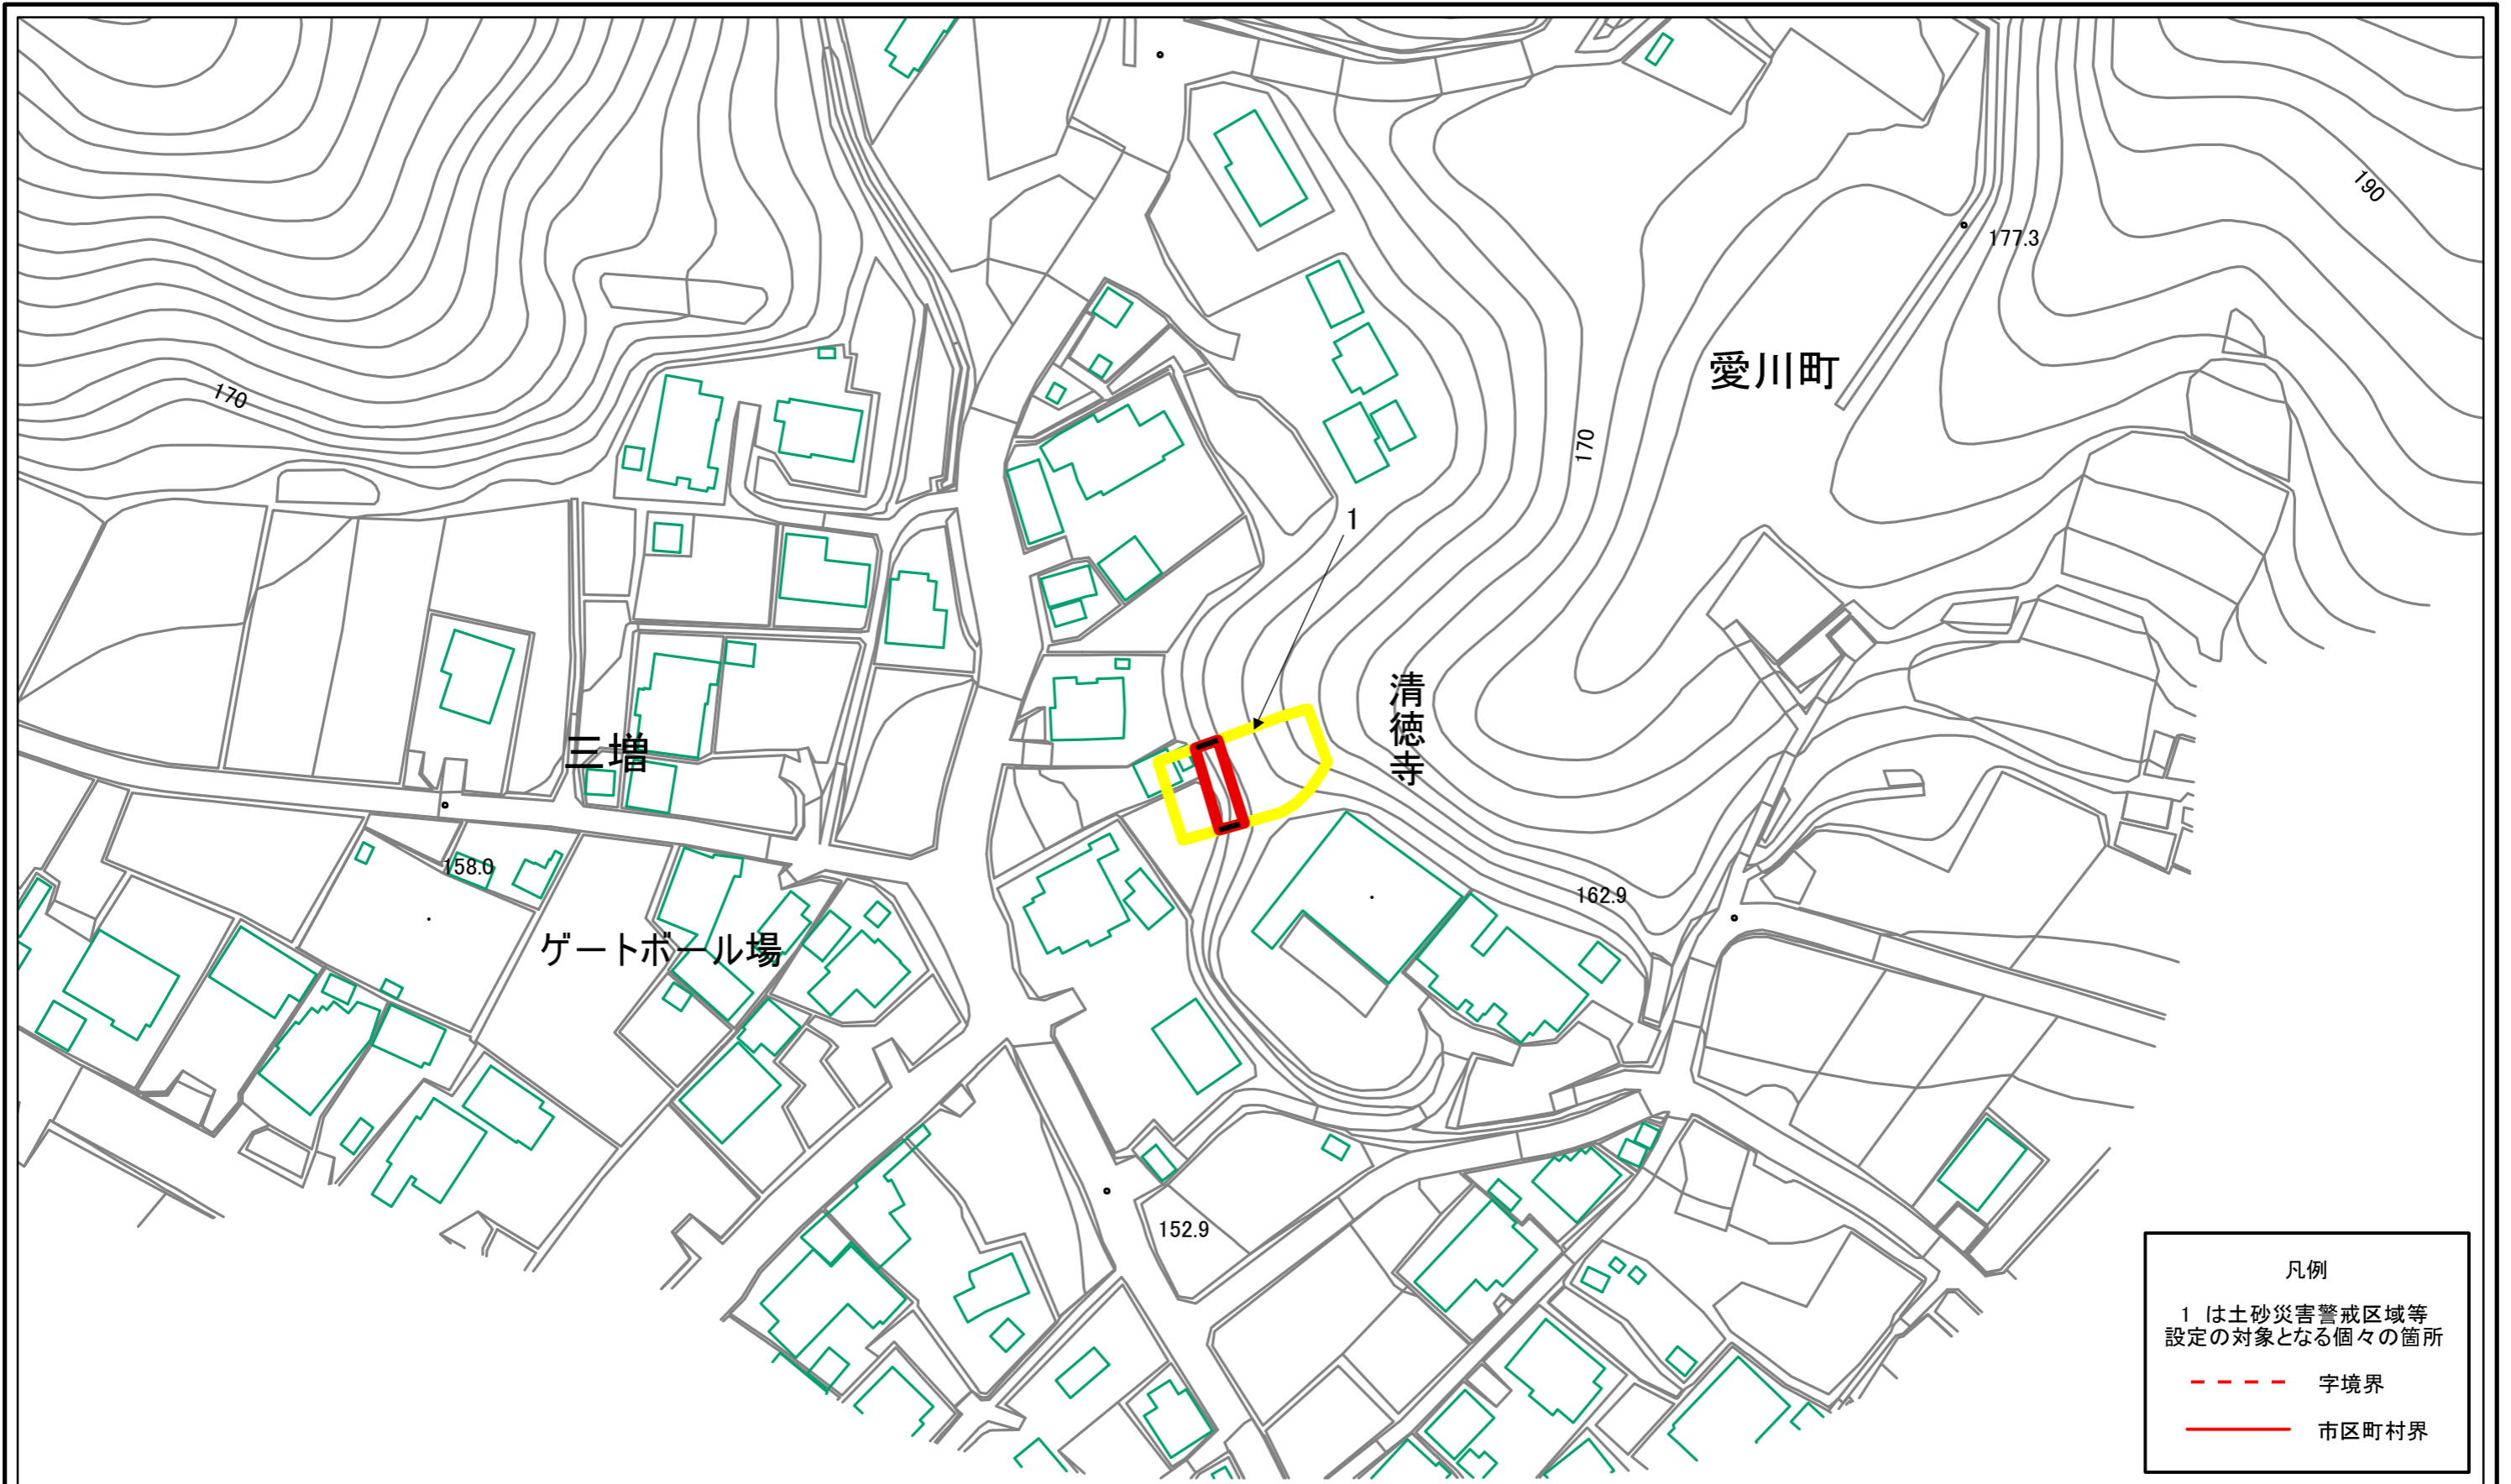 190
177.3
愛川町
170
170
1
清徳寺
三増
158.0
162.9
ゲートボール場
152.9
凡例
1 は土砂災害警戒区域等
設定の対象となる個々の箇所
字境界
市区町村界